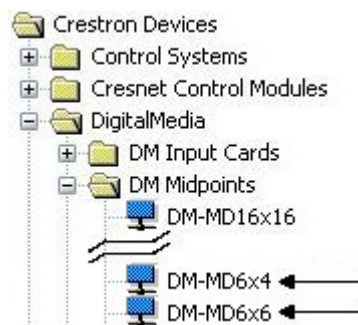 Crestron Devices
Control Systems
Cresnet Control Modules
DigitalMedia
DM Input Cards
DM Midpoints
DM-MD16x16
DM-MD6x4
DM-MD6x6